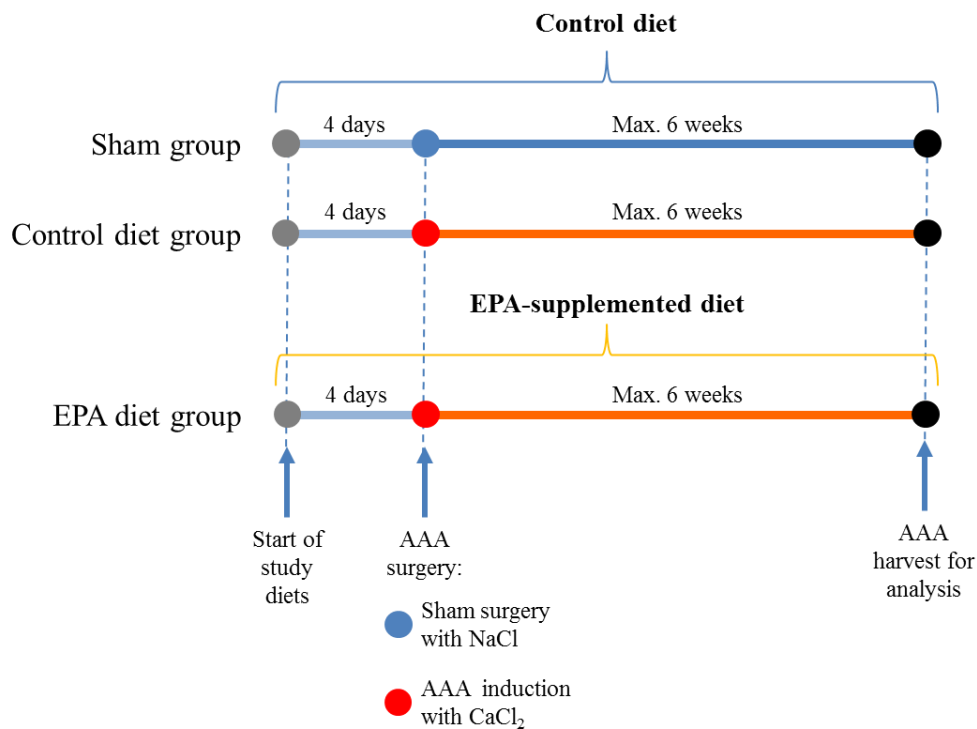 Control diet
4 days
Max. 6 weeks
Sham group
4 days
Max. 6 weeks
Control diet group
EPA-supplemented diet
4 days
Max. 6 weeks
EPA diet group
Start of
study
diets
AAA
surgery:
AAA
harvest for
analysis
Sham surgery
with NaCl
AAA induction
with CaCl₂